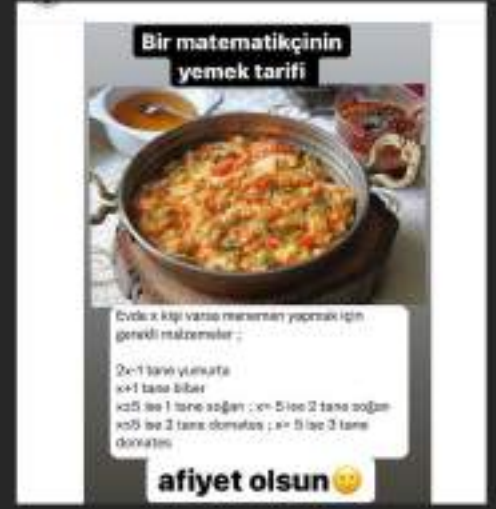 Bir matematikçinin
yemek tarifi
Evde x kişi varsa menemen yapmak için
gerekli malzemeler ;
2x-1 tane yumurta
x+1 tane biber
x≤5 ise 1 tane soğan ; x> 5 ise 2 tane soğan
x≤5 ise 2 tane domates ; x> 5 ise 3 tane
domates
afiyet olsun🙂